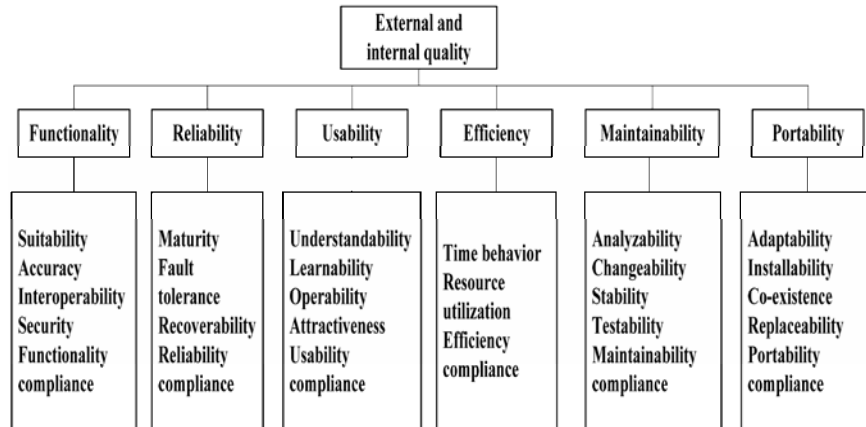 External and
internal quality
Functionality
Reliability
Usability
Efficiency
Maintainability
Portability
Suitability
Accuracy
Interoperability
Security
Functionality
compliance
Maturity
Fault
tolerance
Recoverability
Reliability
compliance
Understandability
Learnability
Operability
Attractiveness
Usability
compliance
Time behavior
Resource
utilization
Efficiency
compliance
Analyzability
Changeability
Stability
Testability
Maintainability
compliance
Adaptability
Installability
Co-existence
Replaceability
Portability
compliance